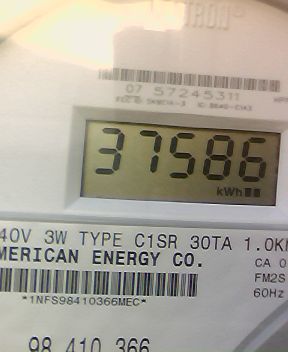 TRON
07 57245311
37586
kWh
40V 3W TYPE C1SR 30TA 1.0K
MERICAN ENERGY CO.
CA 0
FM2S
60Hz
*1NFS98410366MEC*
98 410 366